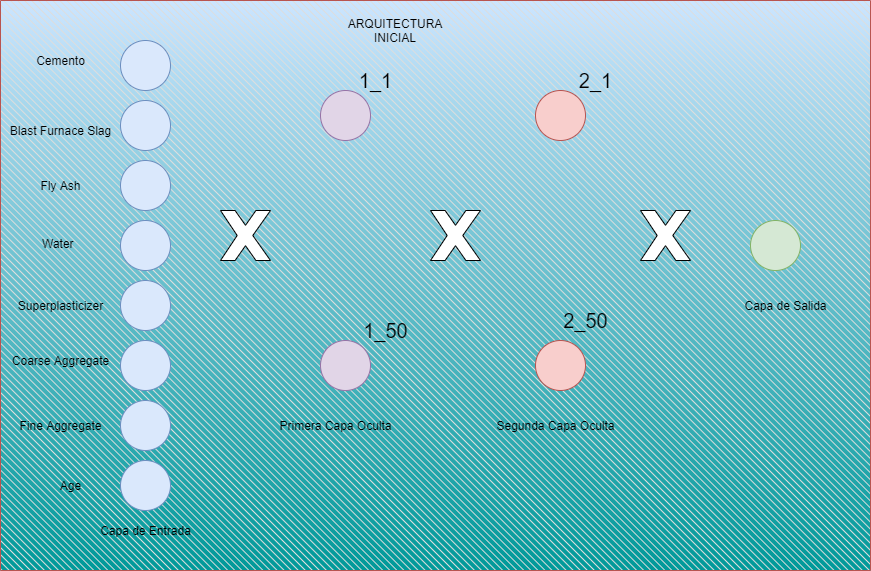 ARQUITECTURA
INICIAL
Cemento
Blast Furnace Slag
Fly Ash
Water
Superplasticizer
Coarse Aggregate
Fine Aggregate
Age
Capa de Entrada
1_1
1_50
Primera Capa Oculta
2_1
2_50
Segunda Capa Oculta
Capa de Salida